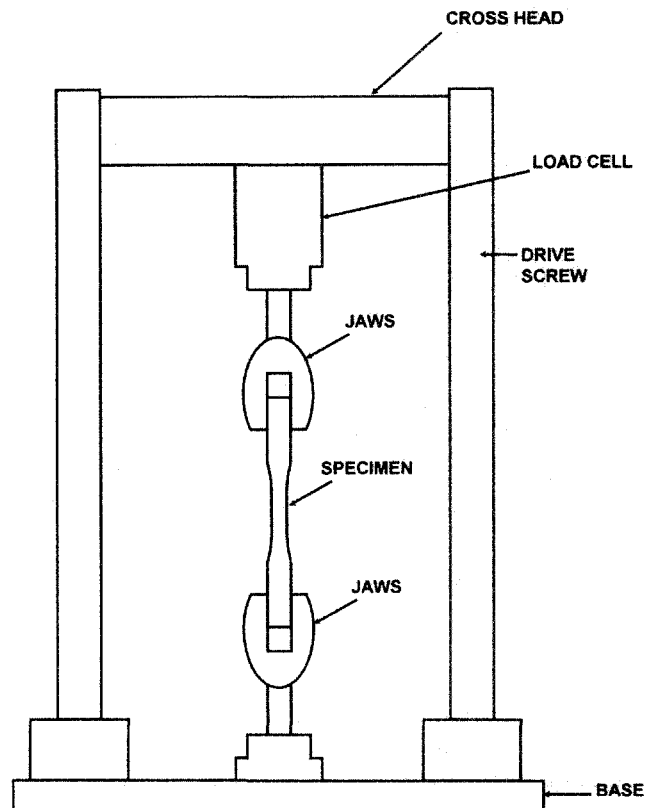 CROSS HEAD
LOAD CELL
DRIVE
SCREW
JAWS
SPECIMEN
JAWS
BASE